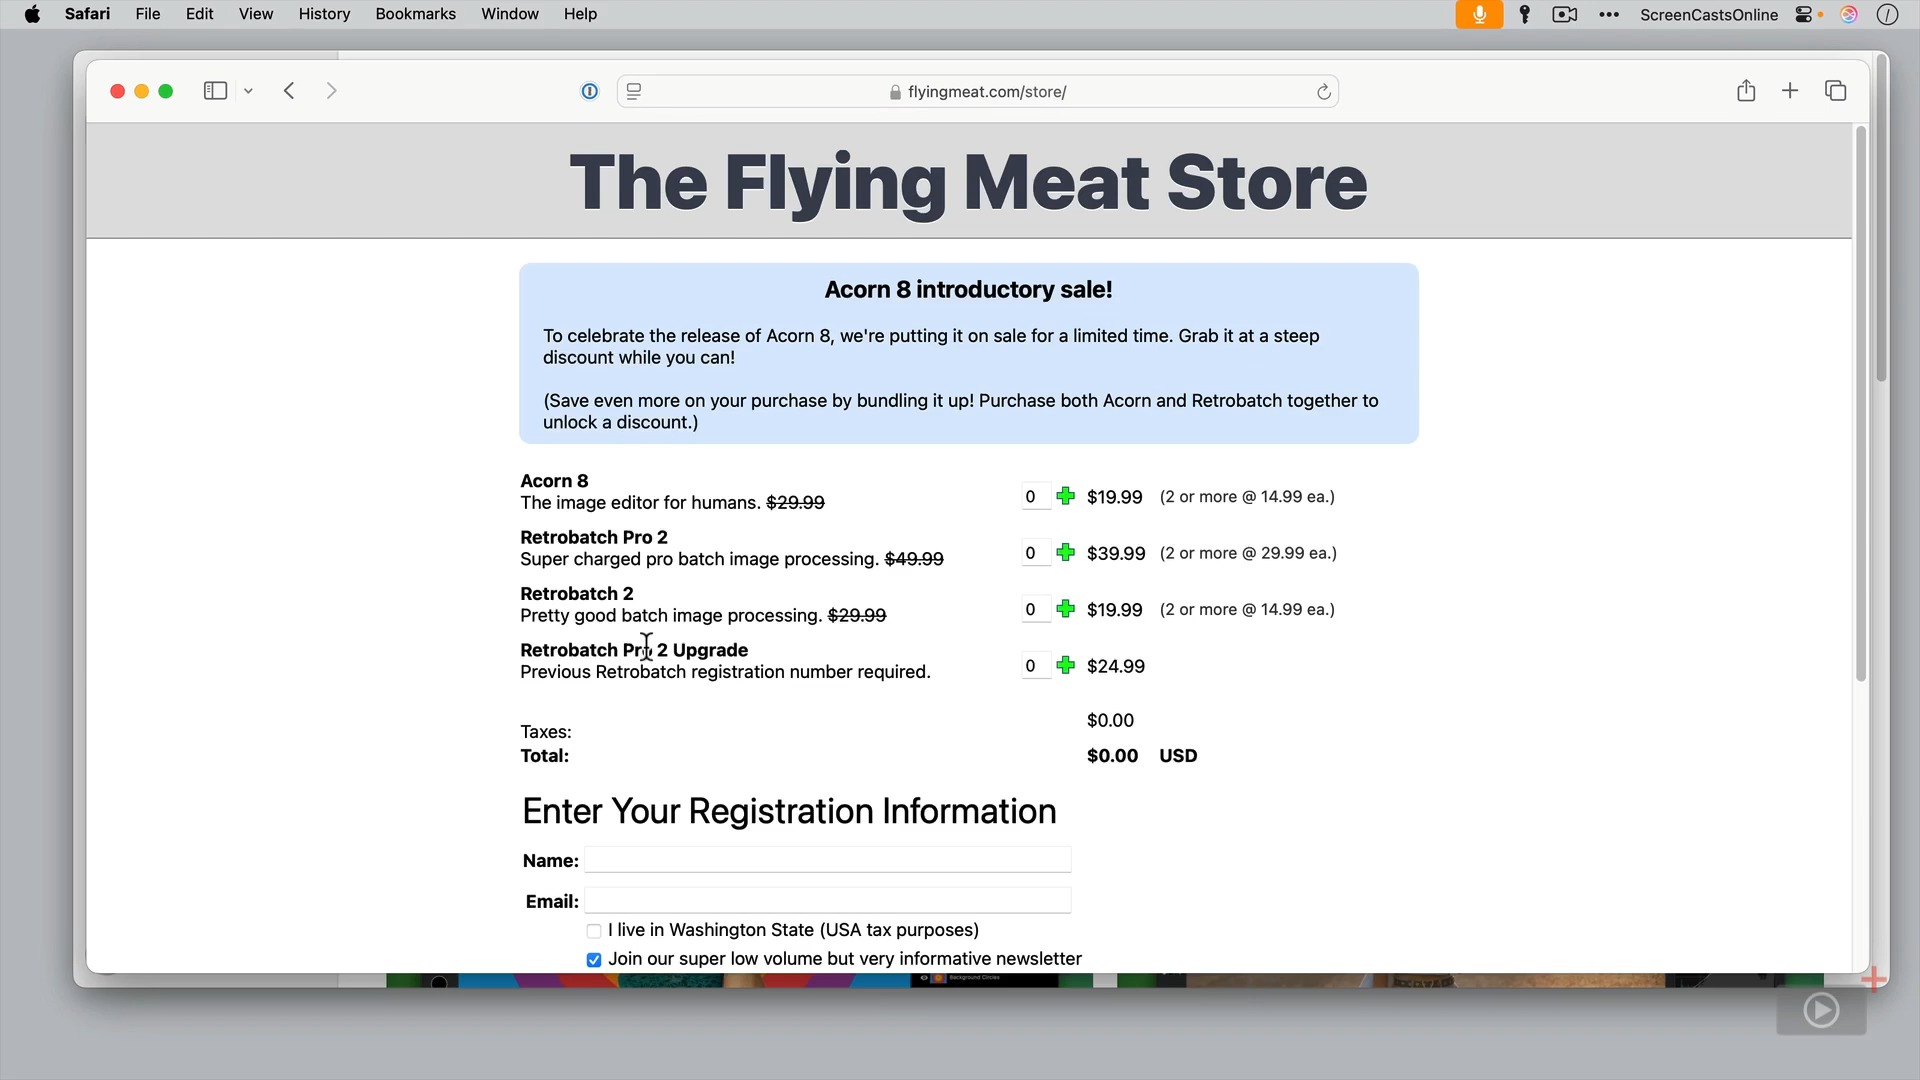 Safari File Edit View History Bookmarks Window Help ScreenCastsOnline
flyingmeat.com/store/
The Flying Meat Store
Acorn 8 introductory sale!
To celebrate the release of Acorn 8, we're putting it on sale for a limited time. Grab it at a steep
discount while you can!
(Save even more on your purchase by bundling it up! Purchase both Acorn and Retrobatch together to
unlock a discount.)
Acorn 8
The image editor for humans. $29.99 0 $19.99 (2 or more @ 14.99 ea.)
Retrobatch Pro 2
Super charged pro batch image processing. $49.99 0 $39.99 (2 or more @ 29.99 ea.)
Retrobatch 2
Pretty good batch image processing. $29.99 0 $19.99 (2 or more @ 14.99 ea.)
Retrobatch Pro 2 Upgrade
Previous Retrobatch registration number required. 0 $24.99
Taxes: $0.00
Total: $0.00 USD
Enter Your Registration Information
Name:
Email:
I live in Washington State (USA tax purposes)
Join our super low volume but very informative newsletter
Background Circles